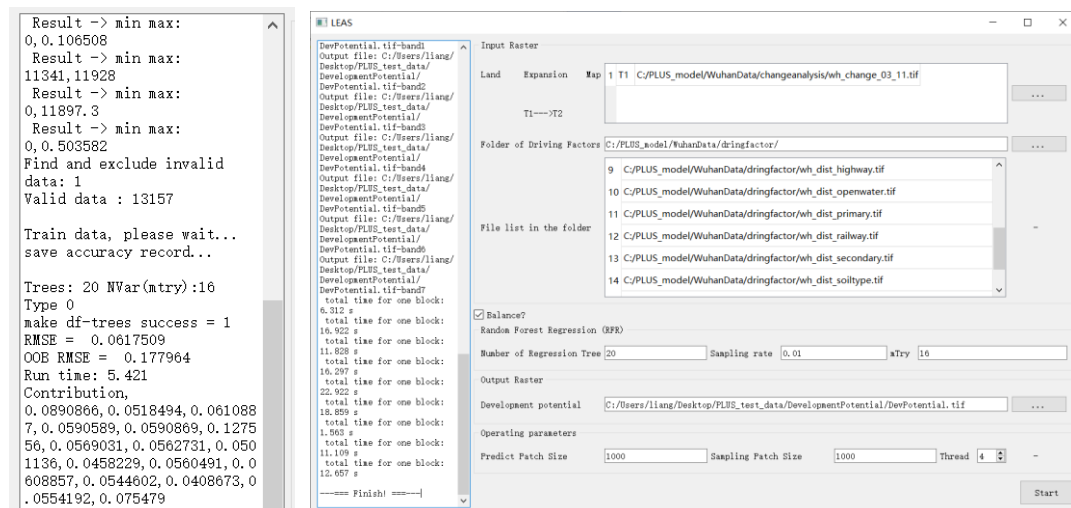 Result -> min max:
0,0.106508
Result -> min max:
11341,11928
Result -> min max:
0,11897.3
Result -> min max:
0,0.503582
Find and exclude invalid
data: 1
Valid data : 13157
Train data, please wait...
save accuracy record...
Trees: 20 NVar(mtry):16
Type 0
make df-trees success = 1
RMSE =  0.0617509
OOB RMSE =  0.177964
Run time: 5.421
Contribution,
0.0890866,0.0518494,0.061088
7,0.0590589,0.0590869,0.1275
56,0.0569031,0.0562731,0.050
1136,0.0458229,0.0560491,0.0
608857,0.0544602,0.0408673,0
.0554192,0.075479
LEAS
DevPotential.tif-band1
Output file: C:/Users/liang/
Desktop/PLUS_test_data/
DevelopmentPotential/
DevPotential.tif-band2
Output file: C:/Users/liang/
Desktop/PLUS_test_data/
DevelopmentPotential/
DevPotential.tif-band3
Output file: C:/Users/liang/
Desktop/PLUS_test_data/
DevelopmentPotential/
DevPotential.tif-band4
Output file: C:/Users/liang/
Desktop/PLUS_test_data/
DevelopmentPotential/
DevPotential.tif-band5
Output file: C:/Users/liang/
Desktop/PLUS_test_data/
DevelopmentPotential/
DevPotential.tif-band6
Output file: C:/Users/liang/
Desktop/PLUS_test_data/
DevelopmentPotential/
DevPotential.tif-band7
total time for one block:
6.312 s
total time for one block:
16.922 s
total time for one block:
11.828 s
total time for one block:
16.297 s
total time for one block:
22.922 s
total time for one block:
18.859 s
total time for one block:
1.563 s
total time for one block:
11.109 s
total time for one block:
12.657 s
---=== Finish! ===---
Input Raster
Land Expansion Map 1 T1 C:/PLUS_model/WuhanData/changeanalysis/wh_change_03_11.tif ...
T1--->T2
Folder of Driving Factors C:/PLUS_model/WuhanData/dringfactor/ ...
9 C:/PLUS_model/WuhanData/dringfactor/wh_dist_highway.tif
10 C:/PLUS_model/WuhanData/dringfactor/wh_dist_openwater.tif
11 C:/PLUS_model/WuhanData/dringfactor/wh_dist_primary.tif
File list in the folder
12 C:/PLUS_model/WuhanData/dringfactor/wh_dist_railway.tif
13 C:/PLUS_model/WuhanData/dringfactor/wh_dist_secondary.tif
14 C:/PLUS_model/WuhanData/dringfactor/wh_dist_soiltype.tif
Balance?
Random Forest Regression (RFR)
Number of Regression Tree 20 Sampling rate 0.01 mTry 16
Output Raster
Development potential C:/Users/liang/Desktop/PLUS_test_data/DevelopmentPotential/DevPotential.tif ...
Operating parameters
Predict Patch Size 1000 Sampling Patch Size 1000 Thread 4 -
Start